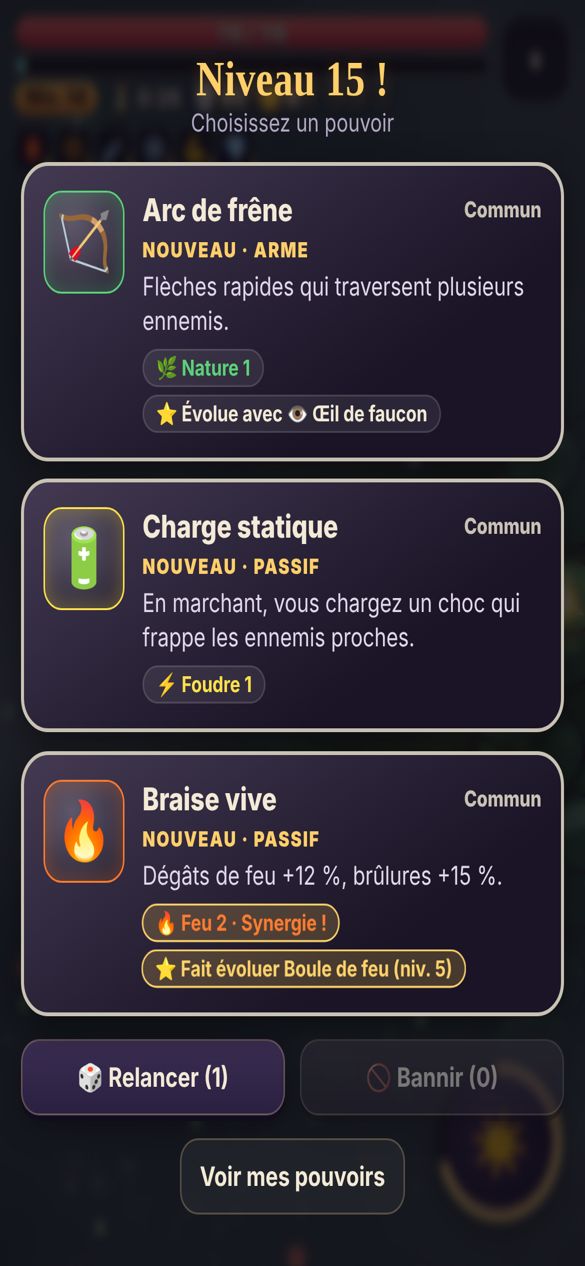 Niveau 15 !
Choisissez un pouvoir
Arc de frêne
Commun
NOUVEAU · ARME
Flèches rapides qui traversent plusieurs
ennemis.
🌿 Nature 1
⭐ Évolue avec 👁️ Œil de faucon
Charge statique
Commun
NOUVEAU · PASSIF
En marchant, vous chargez un choc qui
frappe les ennemis proches.
⚡ Foudre 1
Braise vive
Commun
NOUVEAU · PASSIF
Dégâts de feu +12 %, brûlures +15 %.
🔥 Feu 2 · Synergie !
⭐ Fait évoluer Boule de feu (niv. 5)
🎲 Relancer (1)
🚫 Bannir (0)
Voir mes pouvoirs